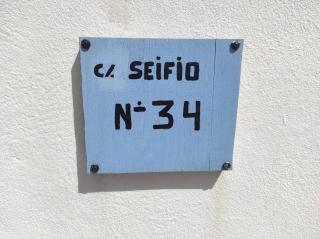 C/. SEIFIO
Nº 34